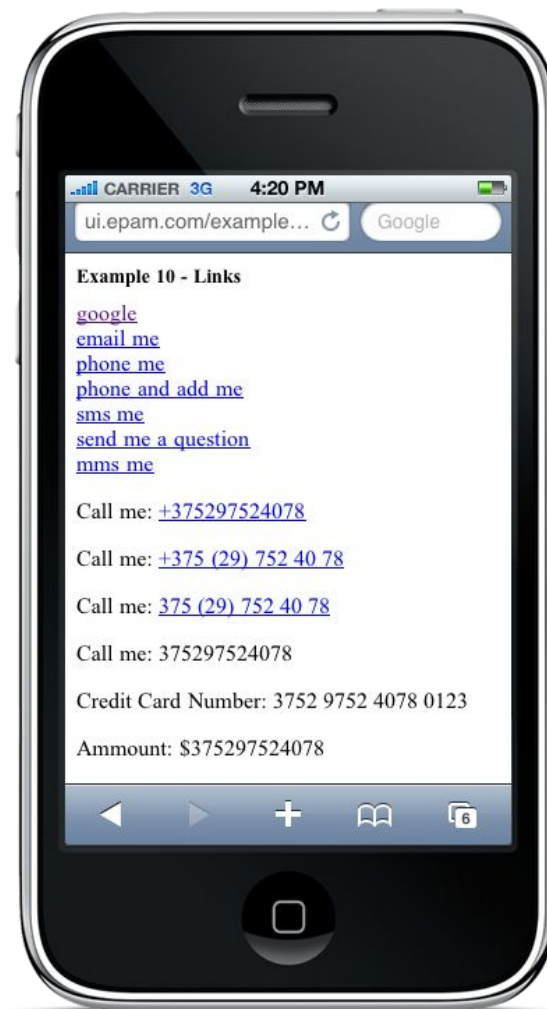 CARRIER 3G 4:20 PM
ui.epam.com/example... Google
Example 10 - Links
google
email me
phone me
phone and add me
sms me
send me a question
mms me
Call me: +375297524078
Call me: +375 (29) 752 40 78
Call me: 375 (29) 752 40 78
Call me: 375297524078
Credit Card Number: 3752 9752 4078 0123
Ammount: $375297524078
6